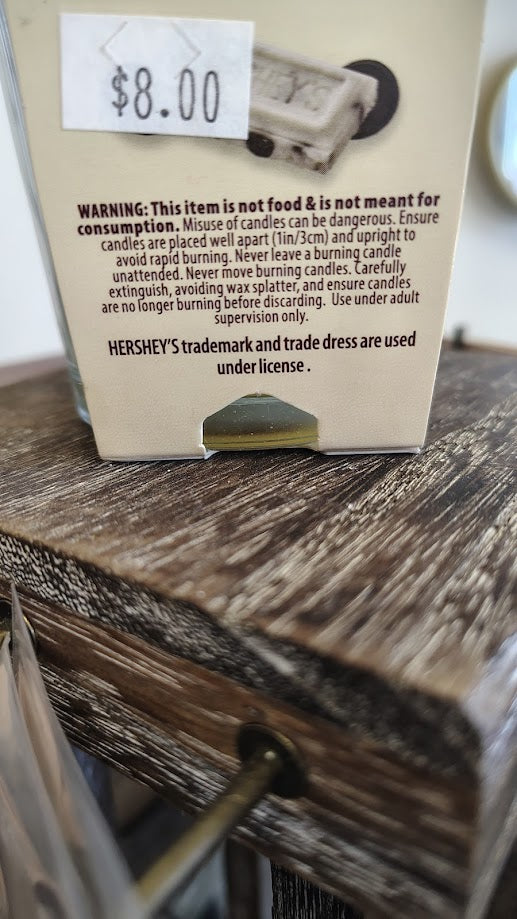 $8.00
HEY'S
WARNING: This item is not food & is not meant for
consumption. Misuse of candles can be dangerous. Ensure
candles are placed well apart (1in/3cm) and upright to
avoid rapid burning. Never leave a burning candle
unattended. Never move burning candles. Carefully
extinguish, avoiding wax splatter, and ensure candles
are no longer burning before discarding. Use under adult
supervision only.
HERSHEY'S trademark and trade dress are used
under license.